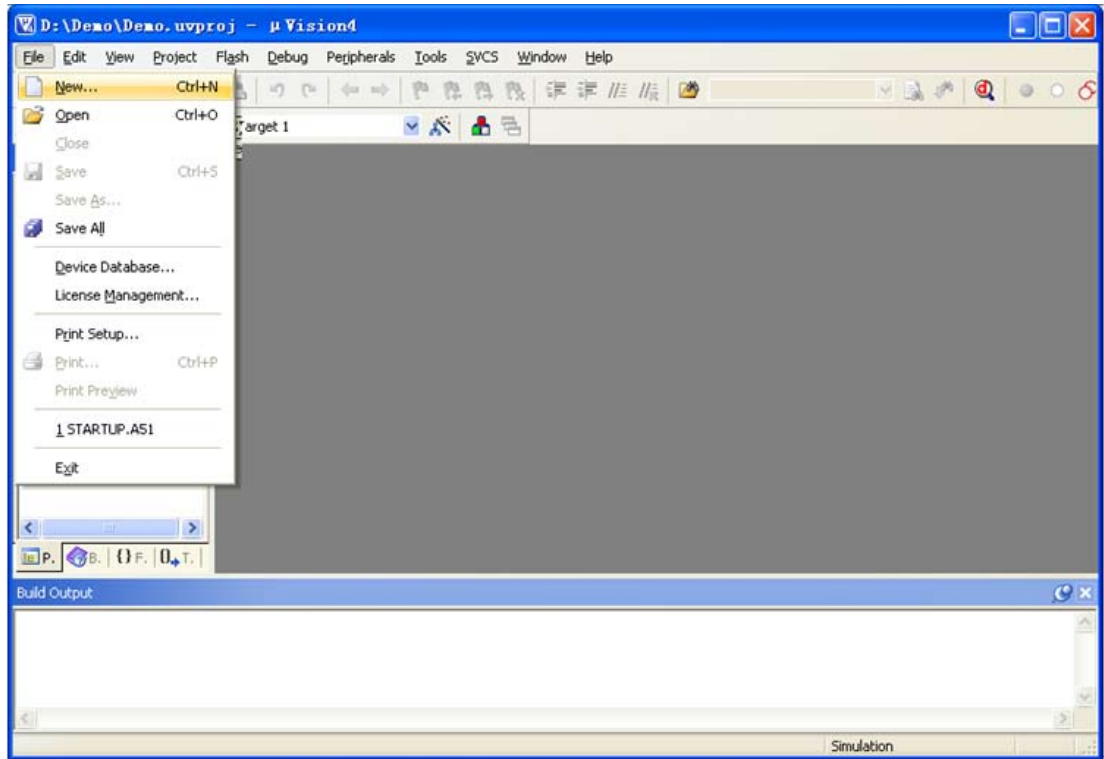 D:\Demo\Demo.uvproj - µVision4
File Edit View Project Flash Debug Peripherals Tools SVCS Window Help
New... Ctrl+N
Open Ctrl+O
arget 1
Close
Save Ctrl+S
Save As...
Save All
Device Database...
License Management...
Print Setup...
Print... Ctrl+P
Print Preview
1 STARTUP.A51
Exit
P. B. {} F. 0 T.
Build Output
Simulation